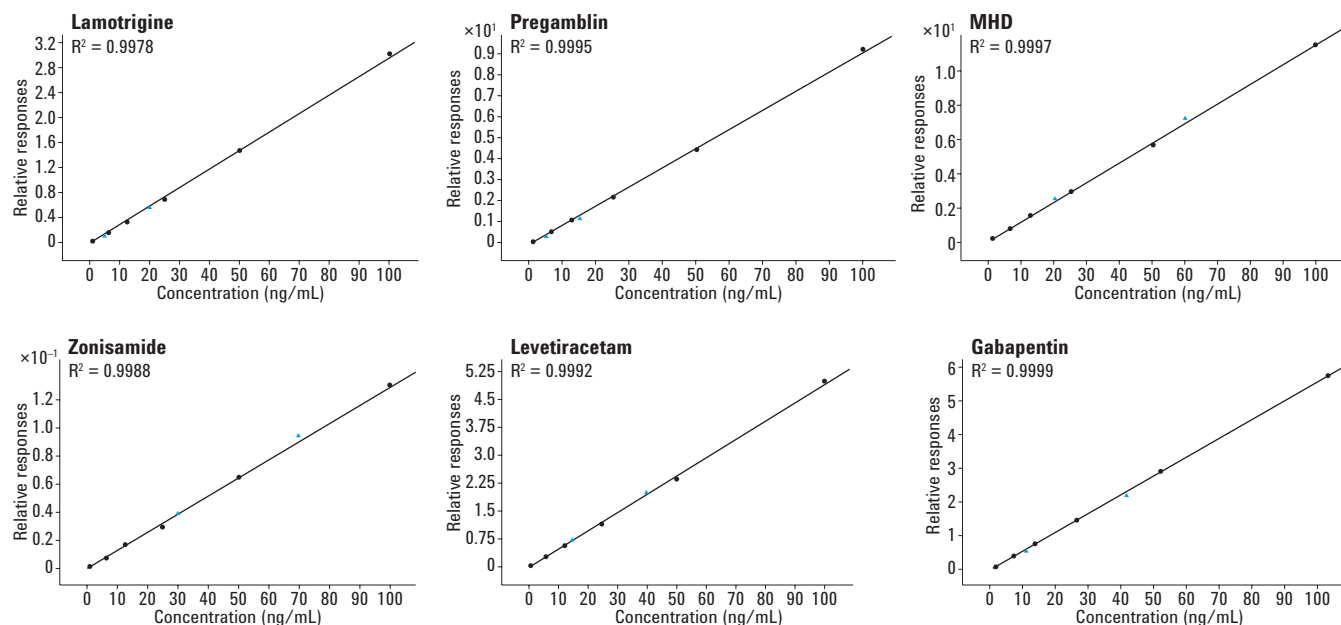 Lamotrigine
R² = 0.9978
Relative responses
3.2
2.8
2.4
2.0
1.6
1.2
0.8
0.4
0
0 10 20 30 40 50 60 70 80 90 100
Concentration (ng/mL)
Pregamblin
×10¹
R² = 0.9995
Relative responses
0.9
0.8
0.7
0.6
0.5
0.4
0.3
0.2
0.1
0
0 10 20 30 40 50 60 70 80 90 100
Concentration (ng/mL)
MHD
×10¹
R² = 0.9997
Relative responses
1.0
0.8
0.6
0.4
0.2
0
0 10 20 30 40 50 60 70 80 90 100
Concentration (ng/mL)
Zonisamide
×10⁻¹
R² = 0.9988
Relative responses
1.2
1.0
0.8
0.6
0.4
0.2
0
0 10 20 30 40 50 60 70 80 90 100
Concentration (ng/mL)
Levetiracetam
R² = 0.9992
Relative responses
5.25
4.5
3.75
3.0
2.25
1.5
0.75
0
0 10 20 30 40 50 60 70 80 90 100
Concentration (ng/mL)
Gabapentin
R² = 0.9999
Relative responses
6
5
4
3
2
1
0
0 10 20 30 40 50 60 70 80 90 100
Concentration (ng/mL)